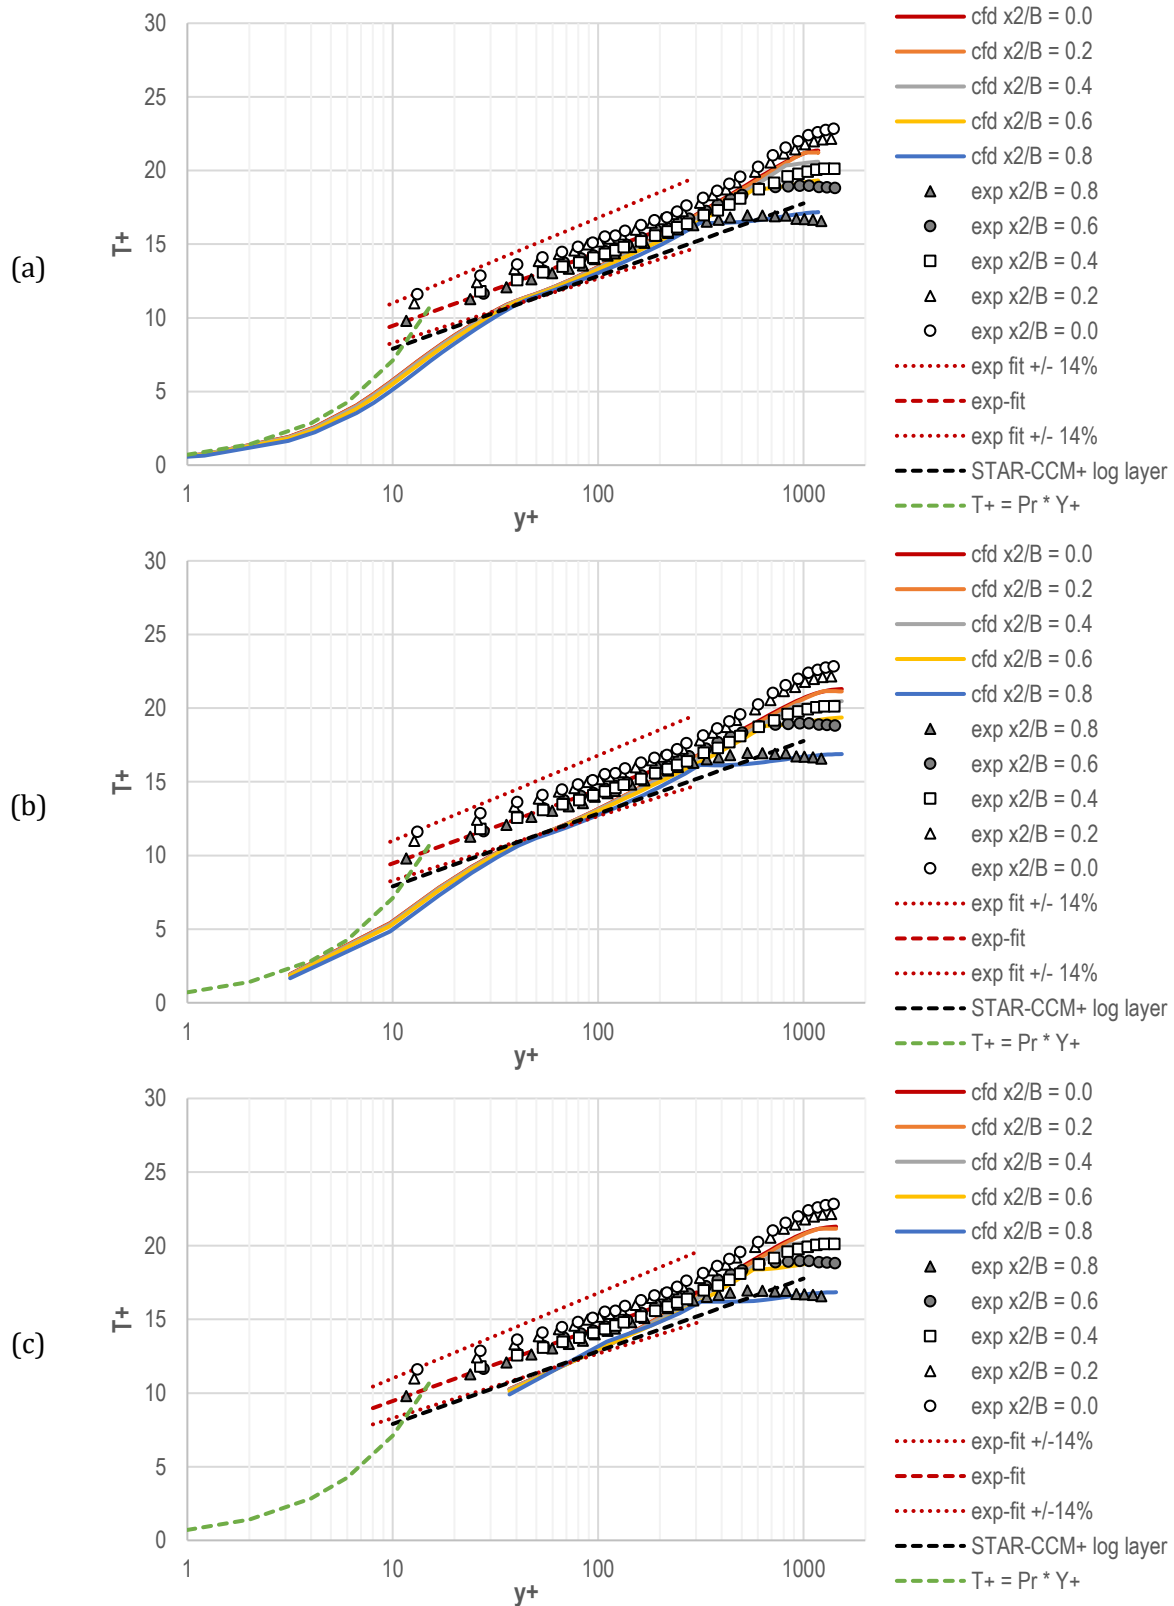 (a)
T+
30
25
20
15
10
5
0
1
10
100
1000
y+
cfd x2/B = 0.0
cfd x2/B = 0.2
cfd x2/B = 0.4
cfd x2/B = 0.6
cfd x2/B = 0.8
exp x2/B = 0.8
exp x2/B = 0.6
exp x2/B = 0.4
exp x2/B = 0.2
exp x2/B = 0.0
exp fit +/- 14%
exp-fit
exp fit +/- 14%
STAR-CCM+ log layer
T+ = Pr * Y+
(b)
T+
30
25
20
15
10
5
0
1
10
100
1000
y+
cfd x2/B = 0.0
cfd x2/B = 0.2
cfd x2/B = 0.4
cfd x2/B = 0.6
cfd x2/B = 0.8
exp x2/B = 0.8
exp x2/B = 0.6
exp x2/B = 0.4
exp x2/B = 0.2
exp x2/B = 0.0
exp fit +/- 14%
exp-fit
exp fit +/- 14%
STAR-CCM+ log layer
T+ = Pr * Y+
(c)
T+
30
25
20
15
10
5
0
1
10
100
1000
y+
cfd x2/B = 0.0
cfd x2/B = 0.2
cfd x2/B = 0.4
cfd x2/B = 0.6
cfd x2/B = 0.8
exp x2/B = 0.8
exp x2/B = 0.6
exp x2/B = 0.4
exp x2/B = 0.2
exp x2/B = 0.0
exp-fit +/-14%
exp-fit
exp-fit +/-14%
STAR-CCM+ log layer
T+ = Pr * Y+